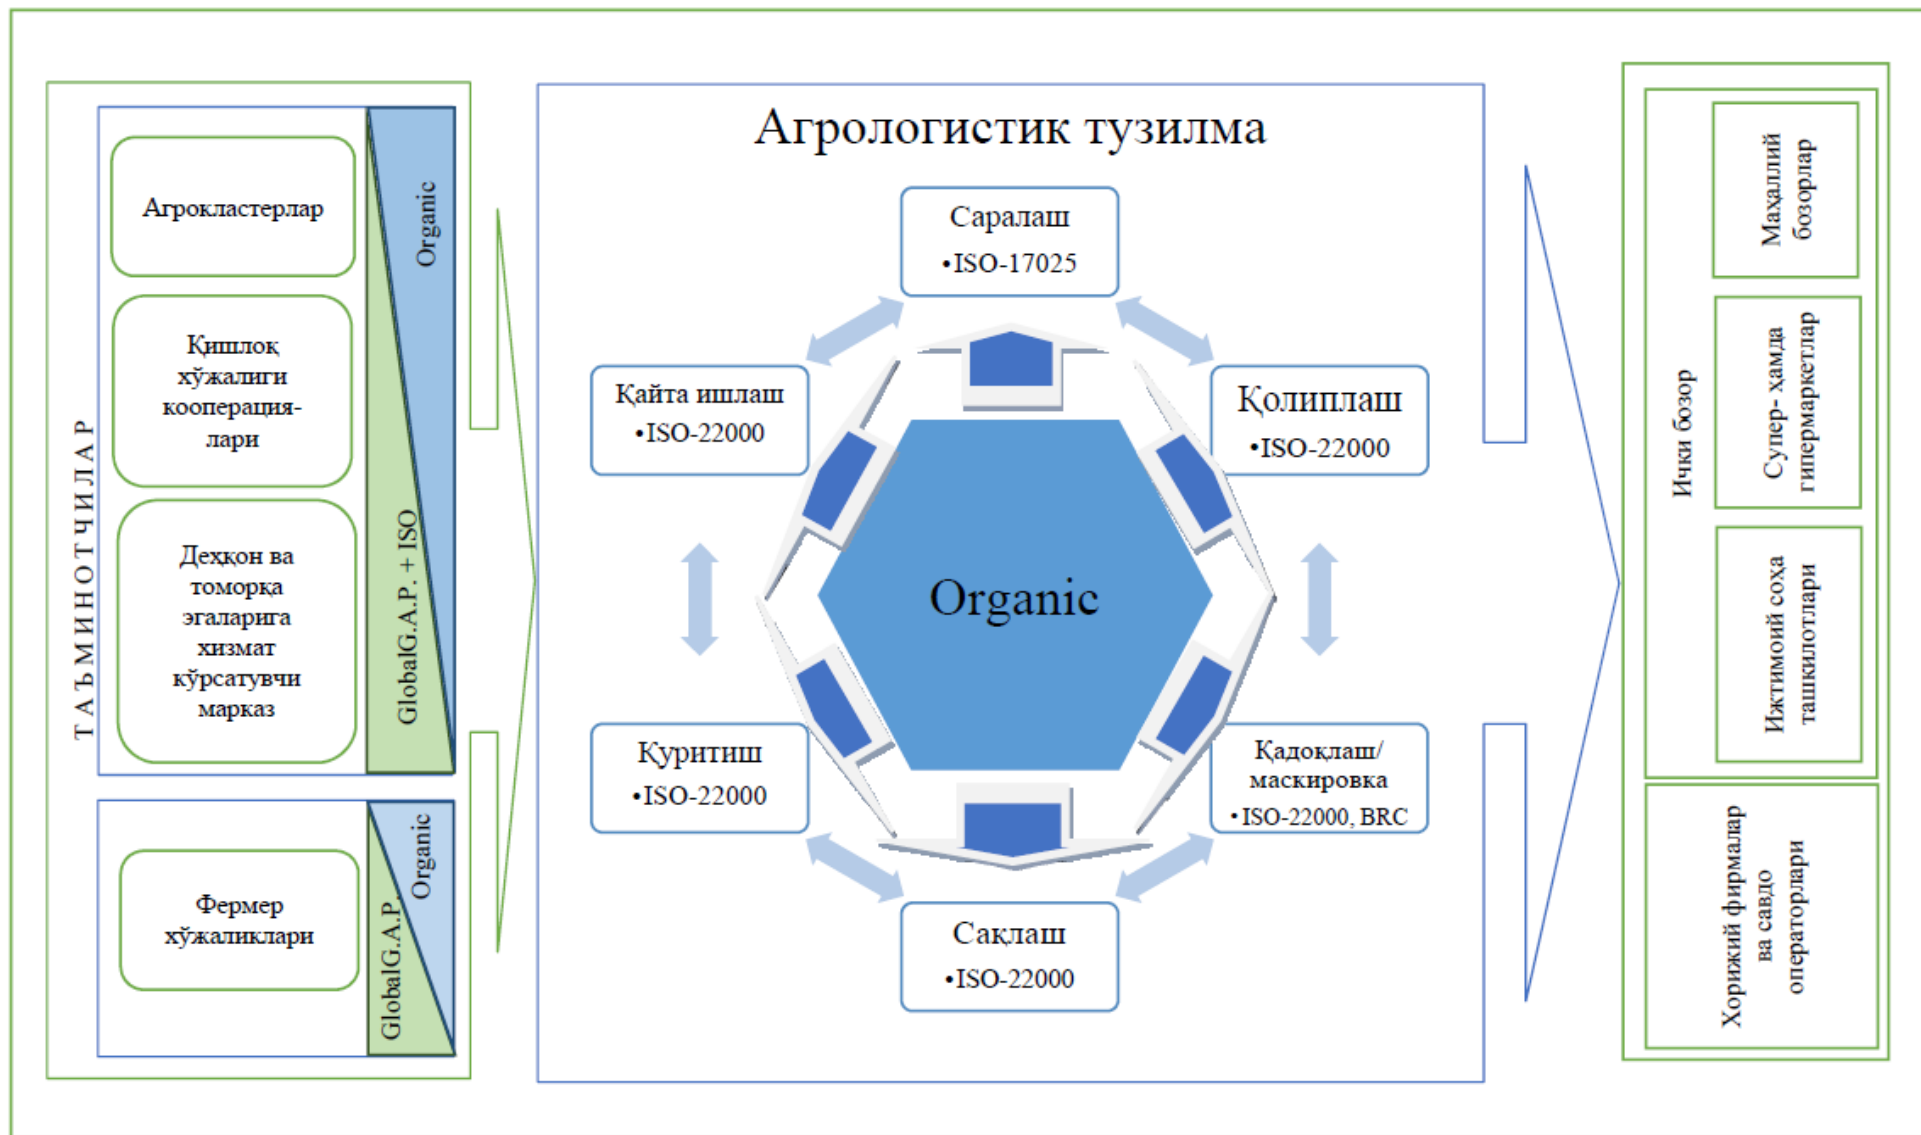 ТАЪМИНОТЧИЛАР
Агрокластерлар
Қишлоқ
хўжалиги
кооперация-
лари
Деҳқон ва
томорқа
эгаларига
хизмат
кўрсатувчи
марказ
Organic
GlobalG.A.P. + ISO
Фермер
хўжаликлари
Organic
GlobalG.A.P.
Агрологистик тузилма
Саралаш
•ISO-17025
Қайта ишлаш
•ISO-22000
Қолиплаш
•ISO-22000
Organic
Қуритиш
•ISO-22000
Қадоқлаш/
маскировка
•ISO-22000, BRC
Сақлаш
•ISO-22000
Ички бозор
Маҳаллий
бозорлар
Супер- ҳамда
гипермаркетлар
Ижтимоий соҳа
ташкилотлари
Хорижий фирмалар
ва савдо
операторлари